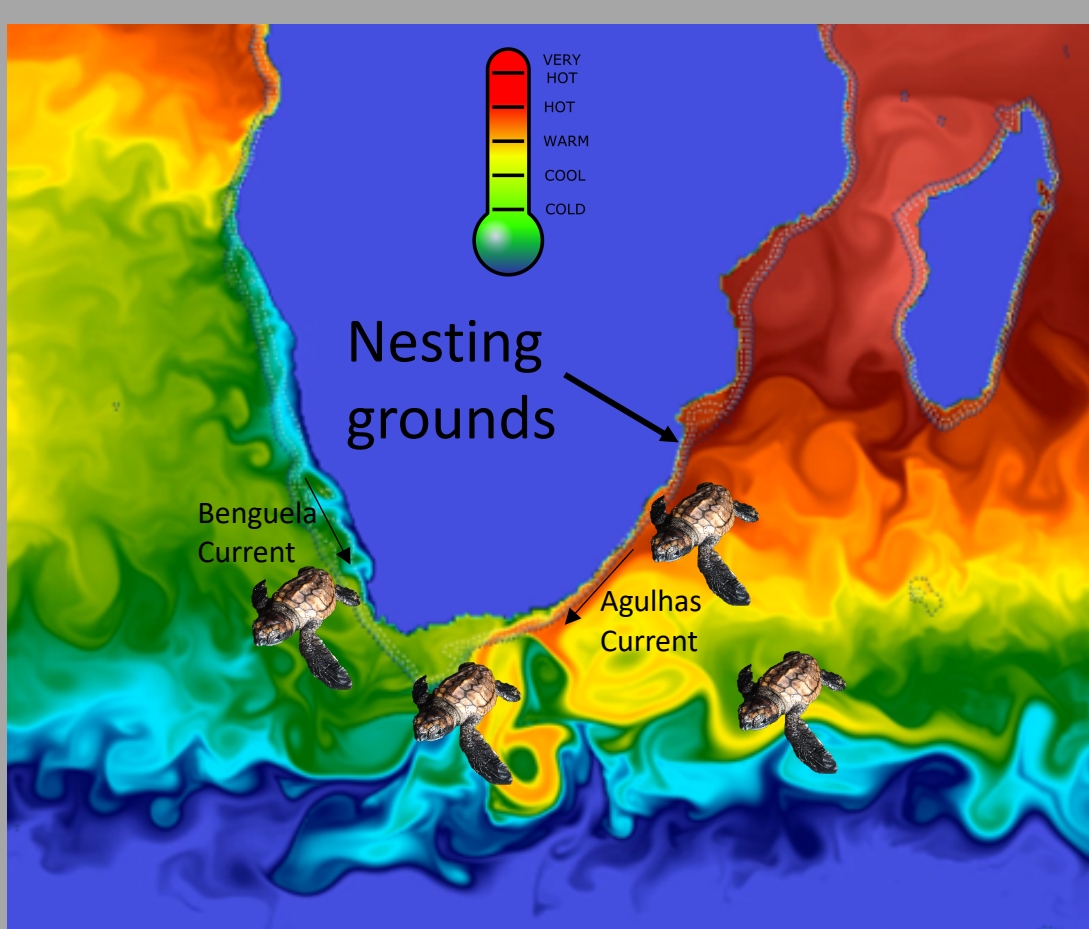 VERY
HOT
HOT
WARM
COOL
COLD
Nesting
grounds
Benguela
Current
Agulhas
Current